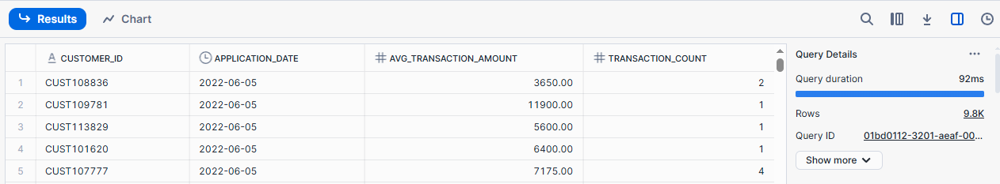 Results Chart
CUSTOMER_ID APPLICATION_DATE AVG_TRANSACTION_AMOUNT TRANSACTION_COUNT
1 CUST108836 2022-06-05 3650.00 2
2 CUST109781 2022-06-05 11900.00 1
3 CUST113829 2022-06-05 5600.00 1
4 CUST101620 2022-06-05 6400.00 1
5 CUST107777 2022-06-05 7175.00 4
Query Details
Query duration 92ms
Rows 9.8K
Query ID 01bd0112-3201-aeaf-00...
Show more